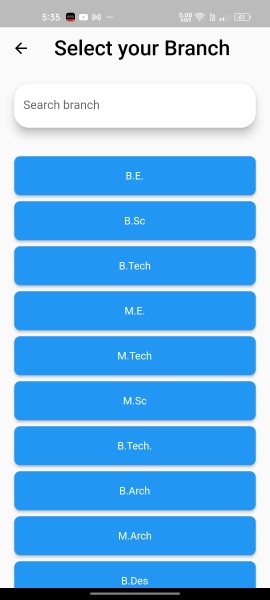 5:35
Select your Branch
Search branch
B.E.
B.Sc
B.Tech
M.E.
M.Tech
M.Sc
B.Tech.
B.Arch
M.Arch
B.Des